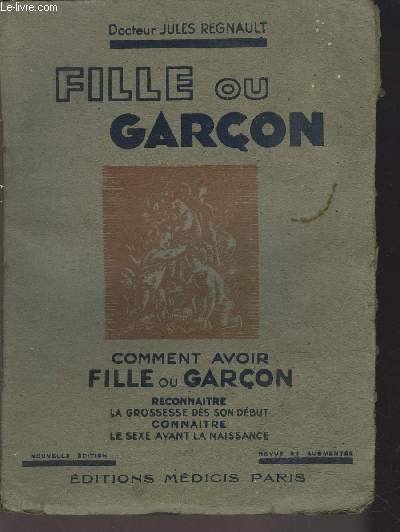 Le-livre.com
Docteur JULES REGNAULT
FILLE OU
GARÇON
COMMENT AVOIR
FILLE OU GARÇON
RECONNAITRE
LA GROSSESSE DÈS SON DÉBUT
CONNAITRE
LE SEXE AVANT LA NAISSANCE
NOUVELLE ÉDITION
REVUE ET AUGMENTÉE
ÉDITIONS MÉDICIS PARIS